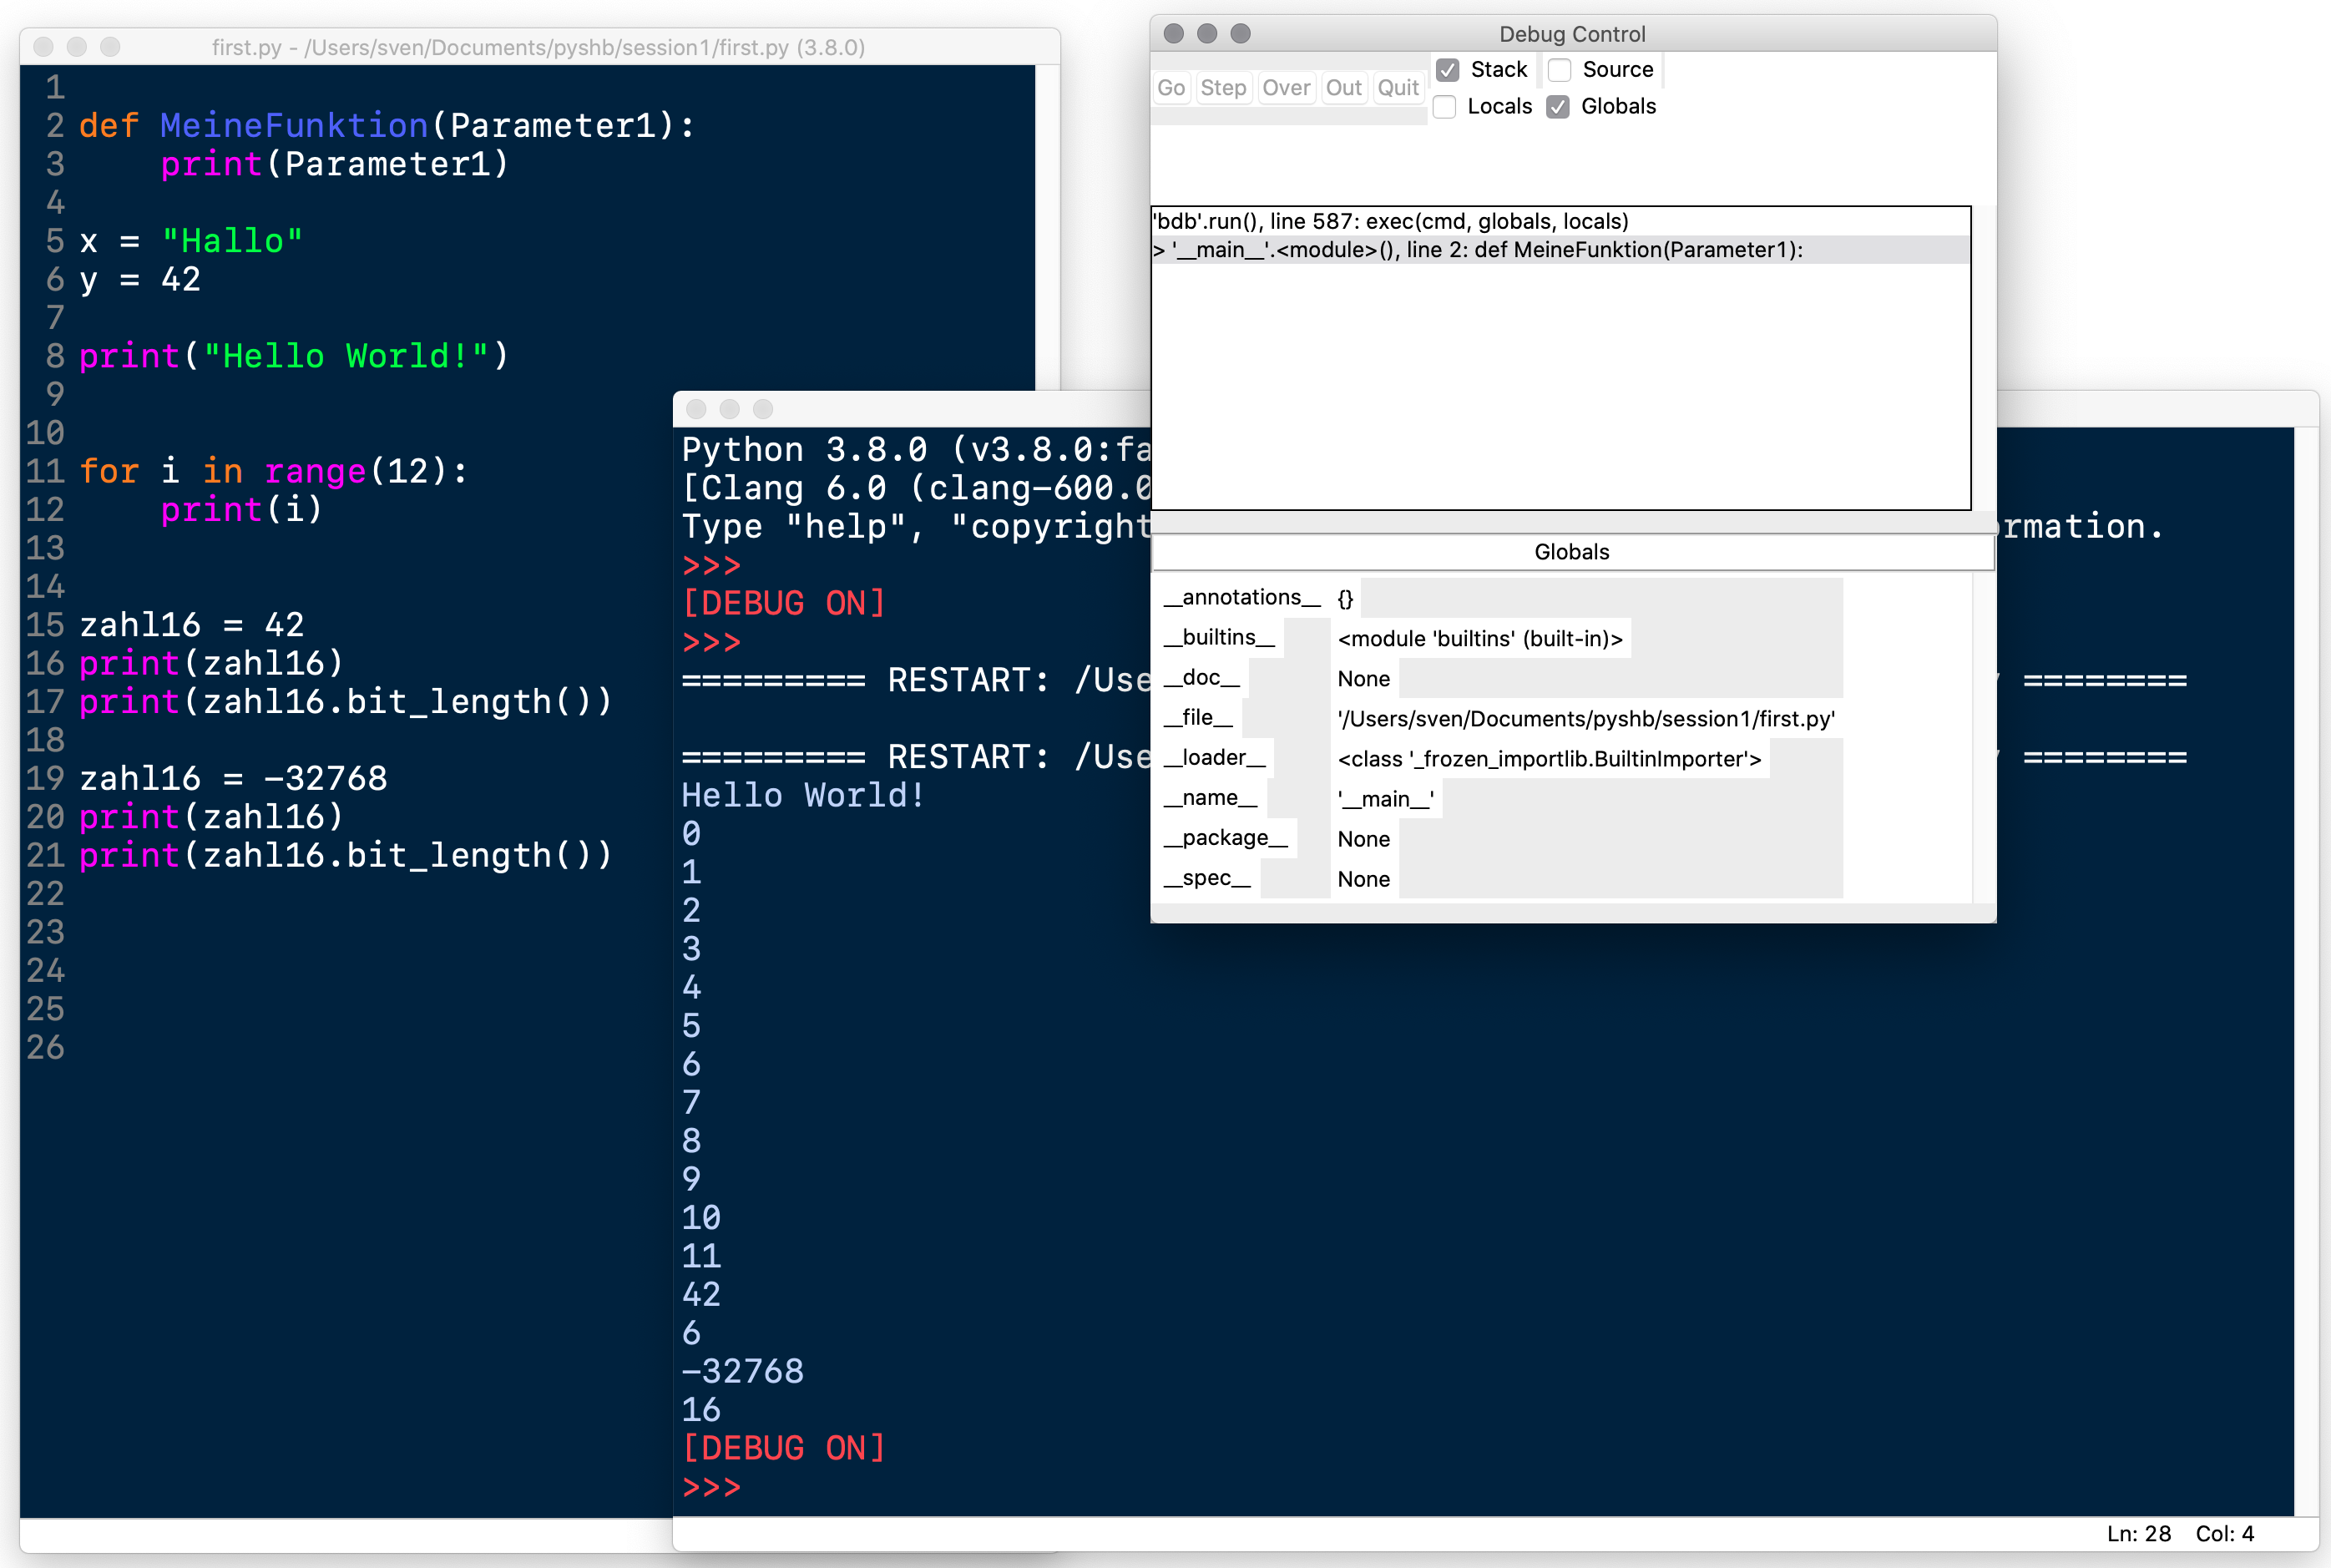 first.py - /Users/sven/Documents/pyshb/session1/first.py (3.8.0)
1
2 def MeineFunktion(Parameter1):
3     print(Parameter1)
4
5 x = "Hallo"
6 y = 42
7
8 print("Hello World!")
9
10
11 for i in range(12):
12     print(i)
13
14
15 zahl16 = 42
16 print(zahl16)
17 print(zahl16.bit_length())
18
19 zahl16 = -32768
20 print(zahl16)
21 print(zahl16.bit_length())
22
23
24
25
26
Debug Control
Go Step Over Out Quit
Stack Source
Locals Globals
'bdb'.run(), line 587: exec(cmd, globals, locals)
> '__main__'.<module>(), line 2: def MeineFunktion(Parameter1):
Globals
__annotations__ {}
__builtins__ <module 'builtins' (built-in)>
__doc__ None
__file__ '/Users/sven/Documents/pyshb/session1/first.py'
__loader__ <class '_frozen_importlib.BuiltinImporter'>
__name__ '__main__'
__package__ None
__spec__ None
Python 3.8.0 (v3.8.0:fa
[Clang 6.0 (clang-600.0
Type "help", "copyright rmation.
>>>
[DEBUG ON]
>>>
========= RESTART: /Use ========
========= RESTART: /Use ========
Hello World!
0
1
2
3
4
5
6
7
8
9
10
11
42
6
-32768
16
[DEBUG ON]
>>>
Ln: 28 Col: 4